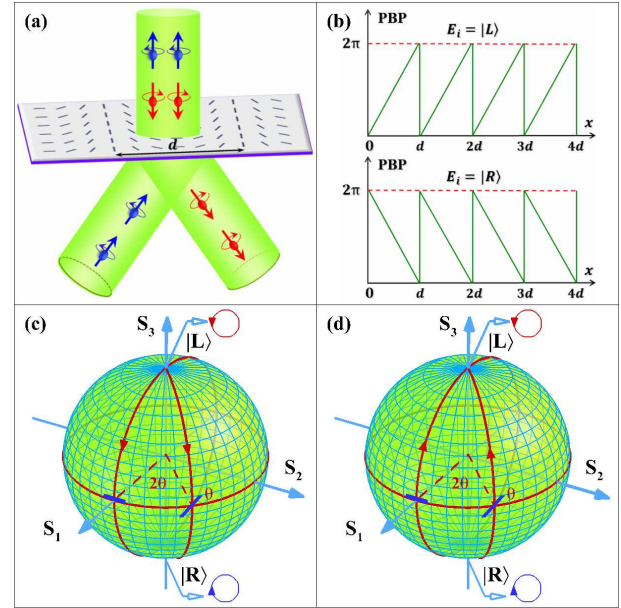 (a)
d
(b)
PBP
2π
E_i = |L⟩
x
0 d 2d 3d 4d
PBP
2π
E_i = |R⟩
x
0 d 2d 3d 4d
(c)
S₃
|L⟩
S₂
2θ
θ
S₁
|R⟩
(d)
S₃
|L⟩
S₂
2θ
θ
S₁
|R⟩